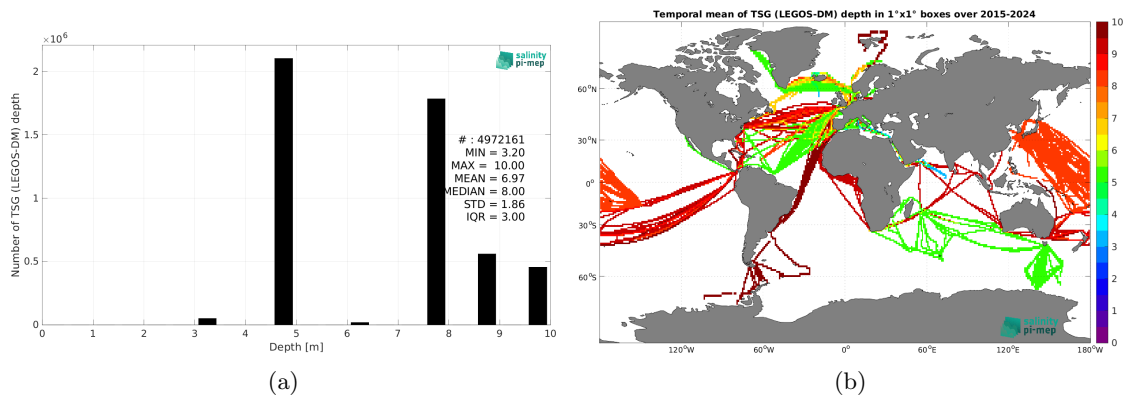 ×10⁶
2
1.5
1
0.5
0
Number of TSG (LEGOS-DM) depth
salinity
pi-mep
# : 4972161
MIN = 3.20
MAX = 10.00
MEAN = 6.97
MEDIAN = 8.00
STD = 1.86
IQR = 3.00
1 2 3 4 5 6 7 8 9 10
Depth [m]
(a)
Temporal mean of TSG (LEGOS-DM) depth in 1°x1° boxes over 2015-2024
60°N
30°N
0°
30°S
60°S
120°W 60°W 0° 60°E 120°E 180°W
salinity
pi-mep
10
9
8
7
6
5
4
3
2
1
0
(b)